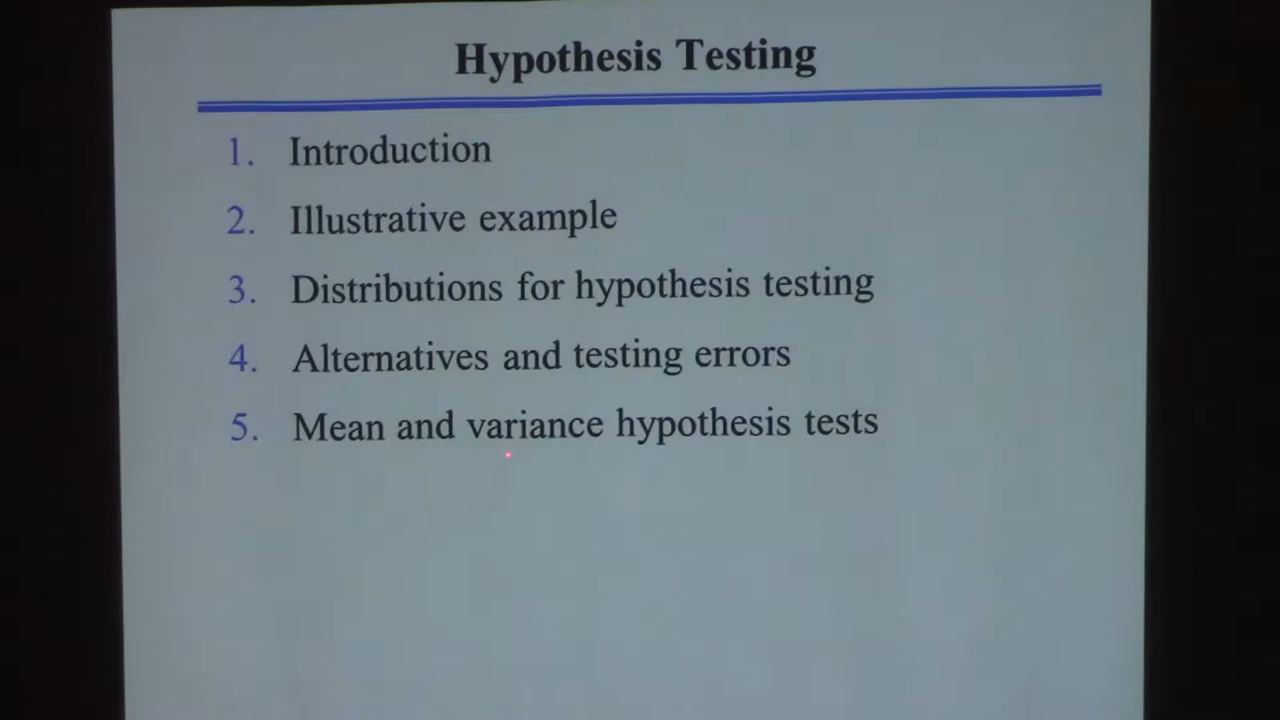 Hypothesis Testing
1. Introduction
2. Illustrative example
3. Distributions for hypothesis testing
4. Alternatives and testing errors
5. Mean and variance hypothesis tests